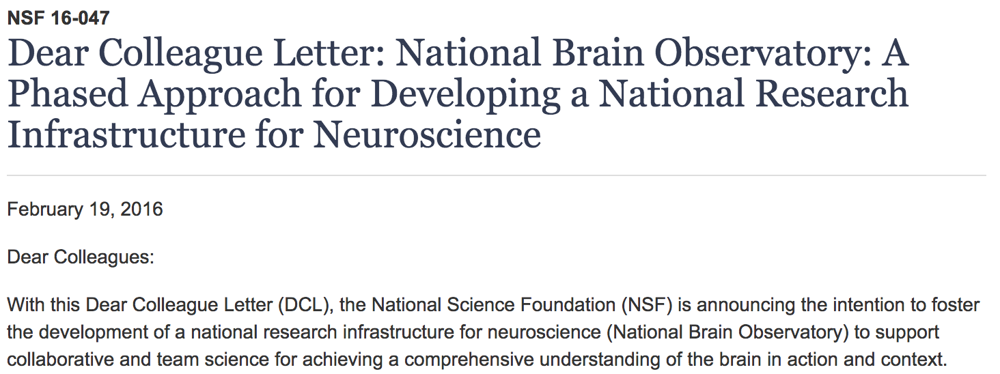 NSF 16-047
Dear Colleague Letter: National Brain Observatory: A
Phased Approach for Developing a National Research
Infrastructure for Neuroscience
February 19, 2016
Dear Colleagues:
With this Dear Colleague Letter (DCL), the National Science Foundation (NSF) is announcing the intention to foster
the development of a national research infrastructure for neuroscience (National Brain Observatory) to support
collaborative and team science for achieving a comprehensive understanding of the brain in action and context.